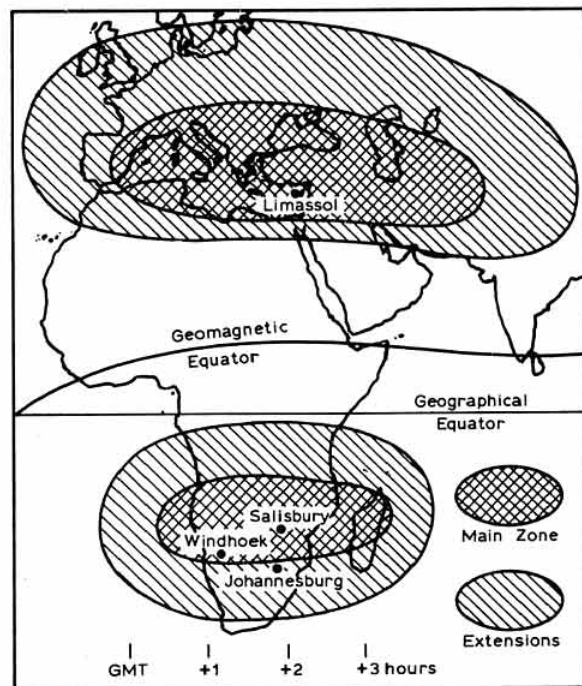 Limassol
Geomagnetic
Equator
Geographical
Equator
Salisbury
Windhoek
Johannesburg
Main Zone
Extensions
GMT +1 +2 +3 hours